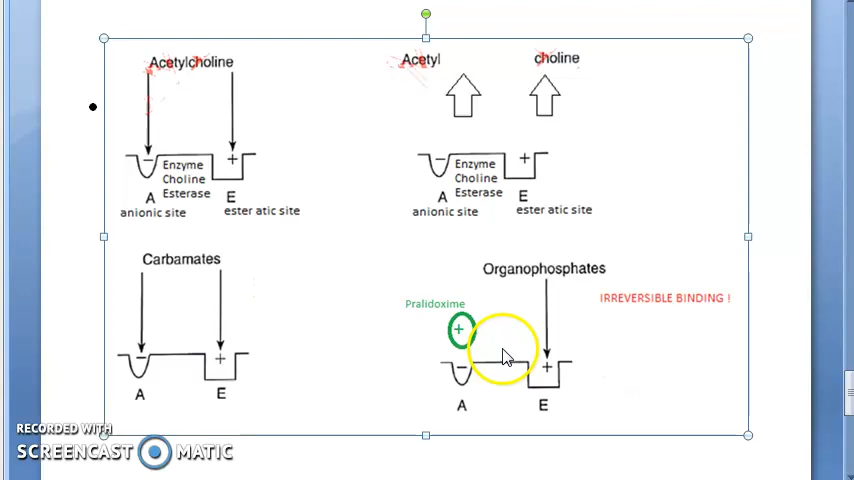 Acetylcholine
Acetyl
choline
−
Enzyme
Choline
Esterase
+
A
E
anionic site
ester atic site
−
Enzyme
Choline
Esterase
+
A
E
anionic site
ester atic site
Carbamates
−
+
A
E
Organophosphates
IRREVERSIBLE BINDING !
Pralidoxime
+
−
+
A
E
RECORDED WITH
SCREENCAST MATIC